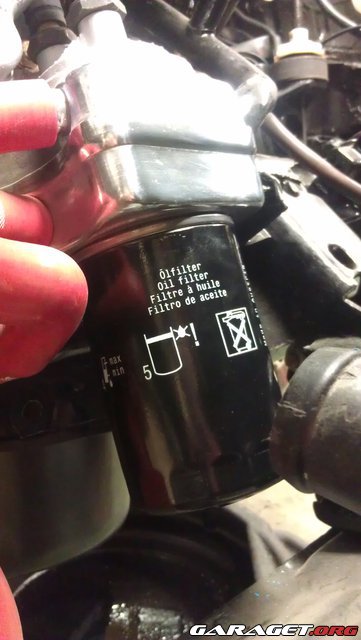 Ölfilter
Oil filter
Filtre à huile
Filtro de aceite
max
min
5
!
GARAGET.ORG